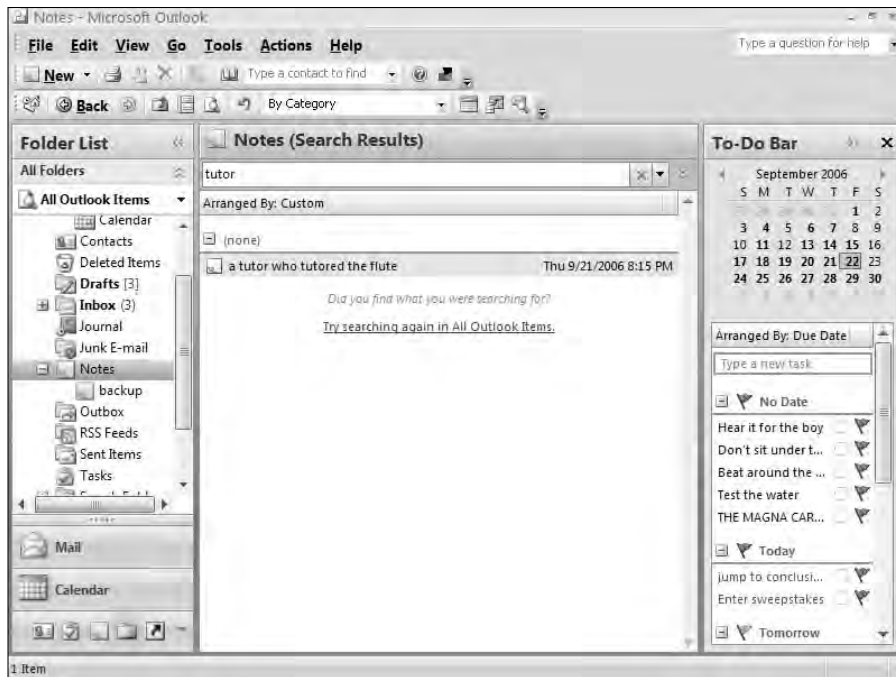 Notes - Microsoft Outlook
File Edit View Go Tools Actions Help
Type a question for help
New
Type a contact to find
Back
By Category
Folder List
All Folders
All Outlook Items
Calendar
Contacts
Deleted Items
Drafts [3]
Inbox (3)
Journal
Junk E-mail
Notes
backup
Outbox
RSS Feeds
Sent Items
Tasks
Mail
Calendar
Notes (Search Results)
tutor
Arranged By: Custom
(none)
a tutor who tutored the flute Thu 9/21/2006 8:15 PM
Did you find what you were searching for?
Try searching again in All Outlook Items.
To-Do Bar
September 2006
S M T W T F S
1 2
3 4 5 6 7 8 9
10 11 12 13 14 15 16
17 18 19 20 21 22 23
24 25 26 27 28 29 30
Arranged By: Due Date
Type a new task
No Date
Hear it for the boy
Don't sit under t...
Beat around the ...
Test the water
THE MAGNA CAR...
Today
jump to conclusi...
Enter sweepstakes
Tomorrow
1 Item